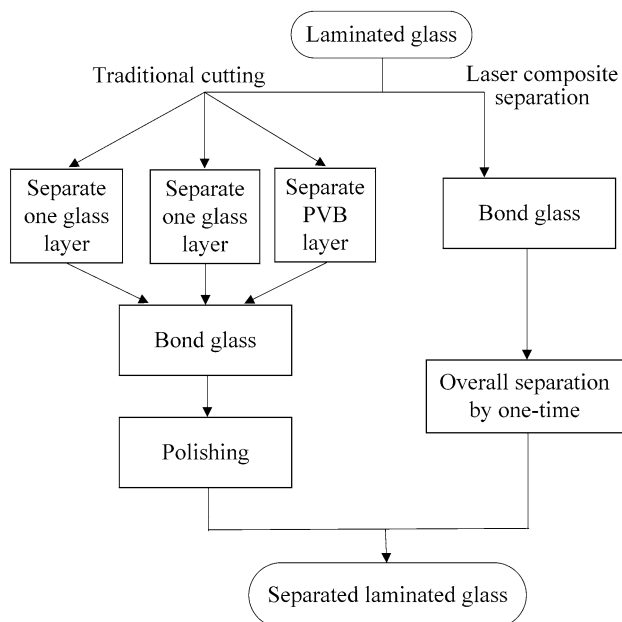 Laminated glass
Traditional cutting
Laser composite
separation
Separate
one glass
layer
Separate
one glass
layer
Separate
PVB
layer
Bond glass
Bond glass
Overall separation
by one-time
Polishing
Separated laminated glass